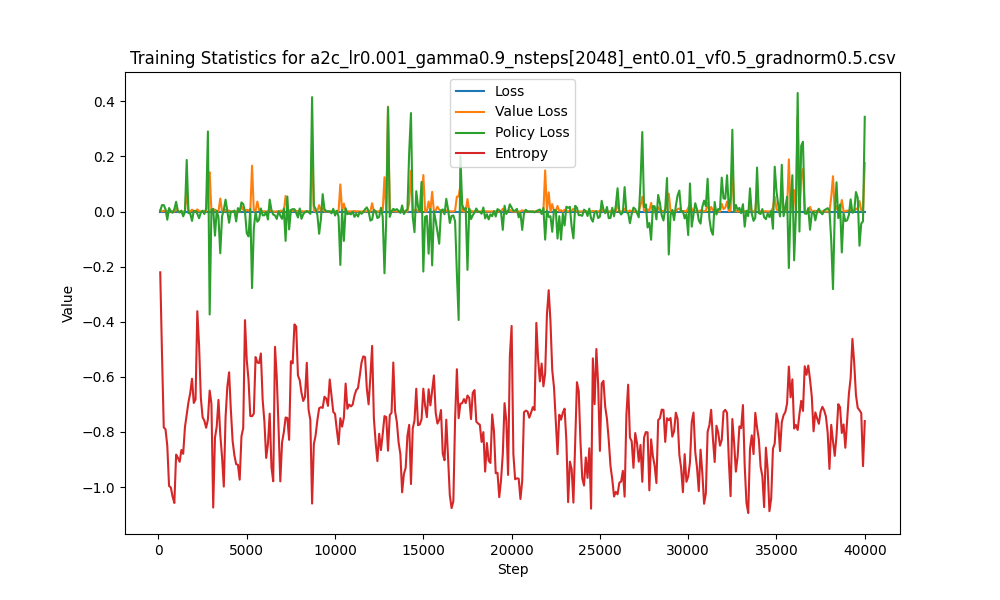 Training Statistics for a2c_lr0.001_gamma0.9_nsteps[2048]_ent0.01_vf0.5_gradnorm0.5.csv
Loss
Value Loss
Policy Loss
Entropy
Value
0.4
0.2
0.0
−0.2
−0.4
−0.6
−0.8
−1.0
0 5000 10000 15000 20000 25000 30000 35000 40000
Step